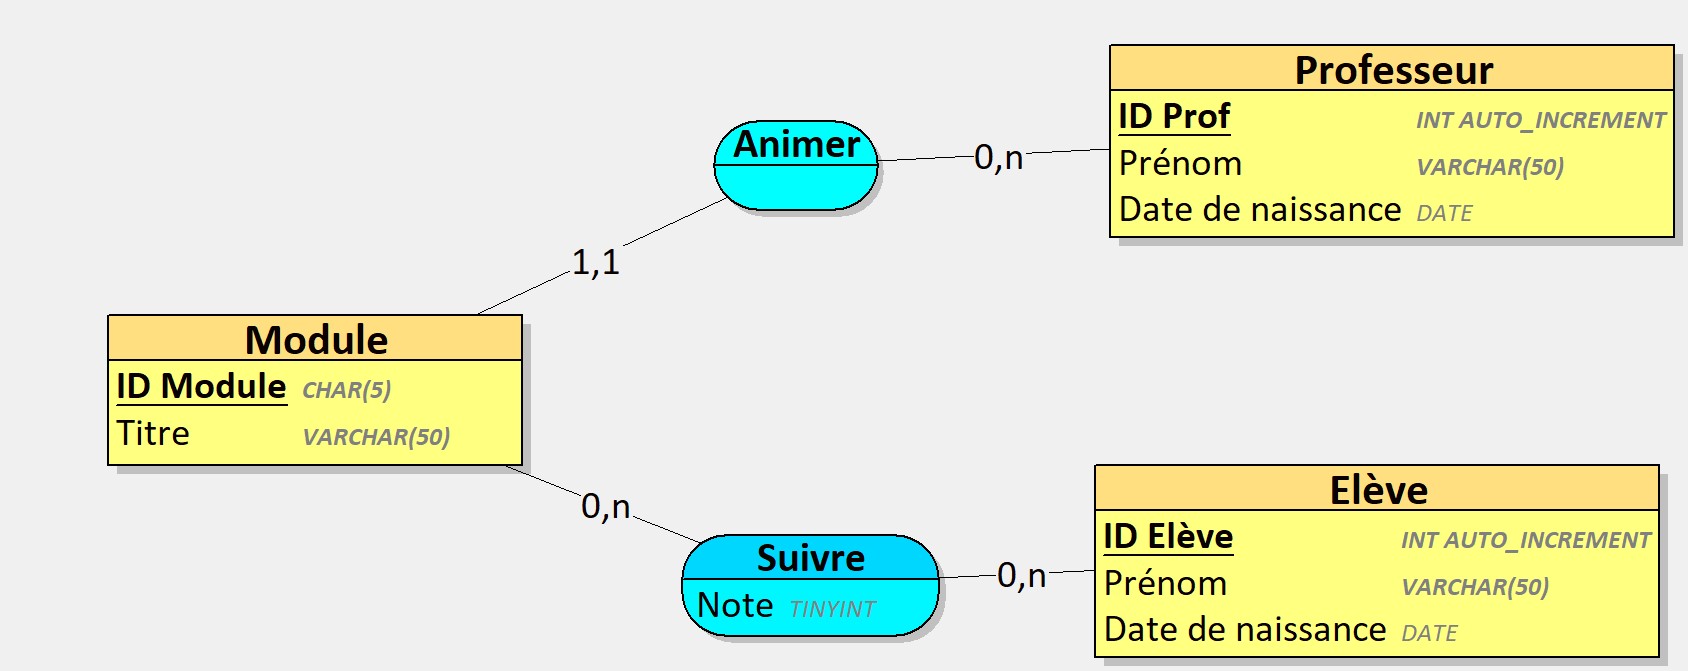 Professeur
ID Prof INT AUTO_INCREMENT
Prénom VARCHAR(50)
Date de naissance DATE
Animer
0,n
1,1
Module
ID Module CHAR(5)
Titre VARCHAR(50)
0,n
Suivre
Note TINYINT
0,n
Elève
ID Elève INT AUTO_INCREMENT
Prénom VARCHAR(50)
Date de naissance DATE